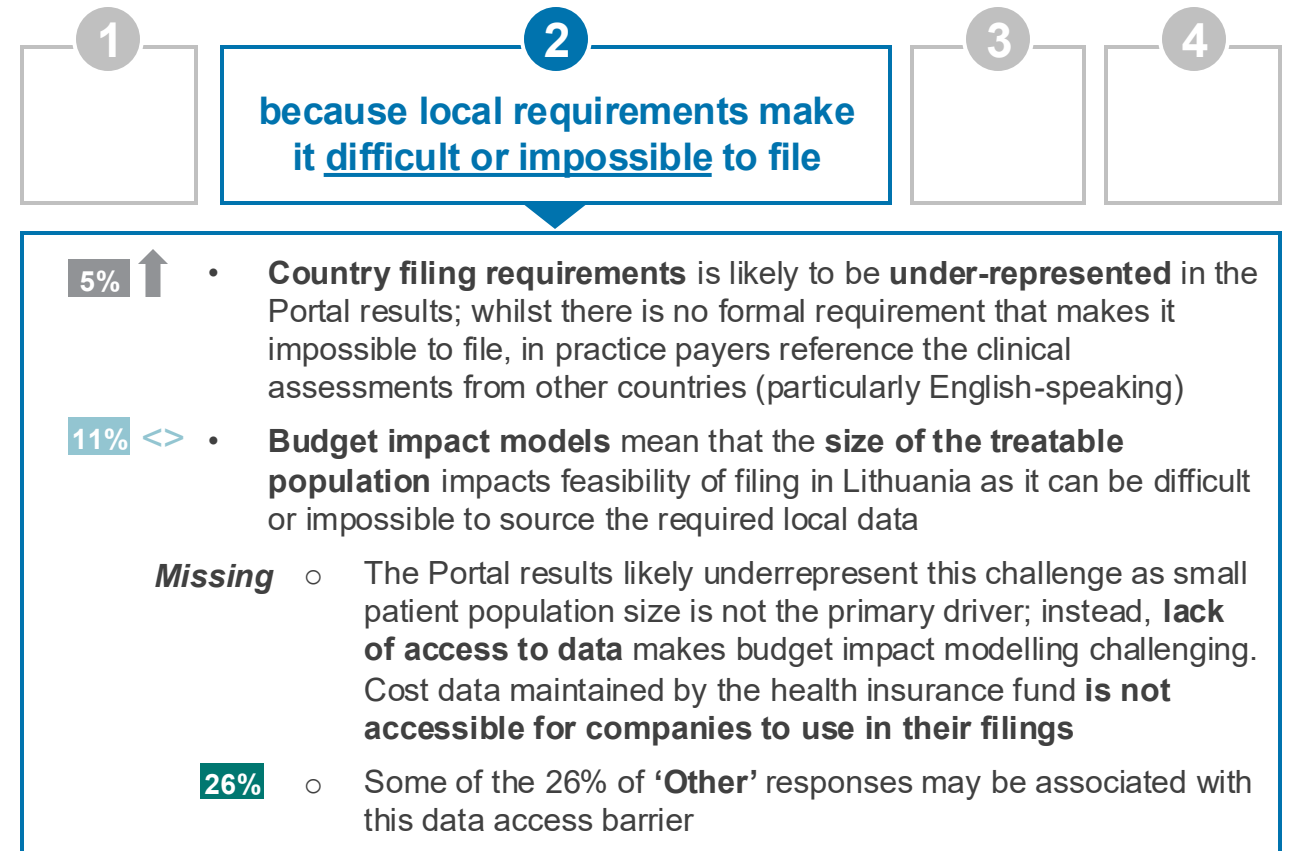 1
2
3
4
because local requirements make
it difficult or impossible to file
5%
• Country filing requirements is likely to be under-represented in the
Portal results; whilst there is no formal requirement that makes it
impossible to file, in practice payers reference the clinical
assessments from other countries (particularly English-speaking)
11% <>
• Budget impact models mean that the size of the treatable
population impacts feasibility of filing in Lithuania as it can be difficult
or impossible to source the required local data
Missing
○ The Portal results likely underrepresent this challenge as small
patient population size is not the primary driver; instead, lack
of access to data makes budget impact modelling challenging.
Cost data maintained by the health insurance fund is not
accessible for companies to use in their filings
26%
○ Some of the 26% of ‘Other’ responses may be associated with
this data access barrier